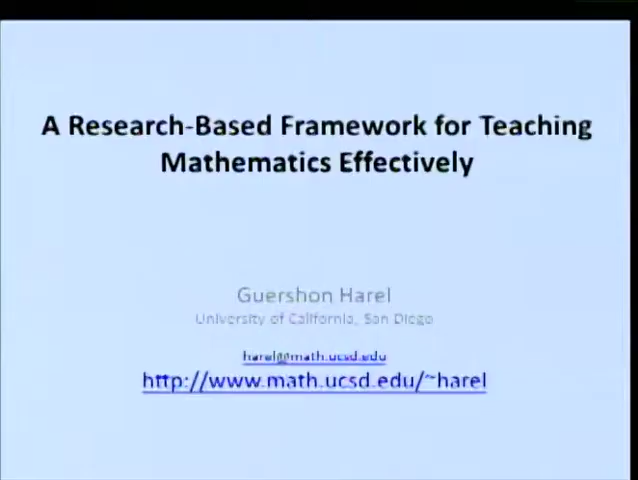 A Research-Based Framework for Teaching
Mathematics Effectively
Guershon Harel
University of California, San Diego
harel@math.ucsd.edu
http://www.math.ucsd.edu/~harel